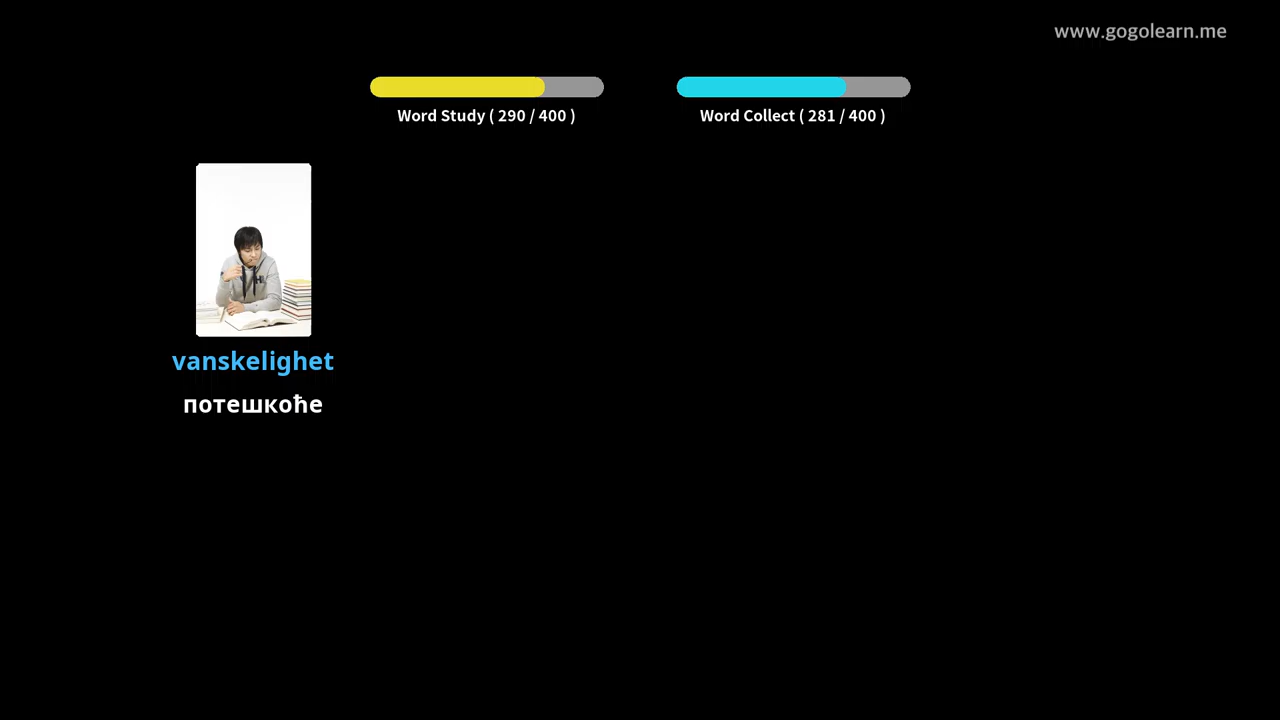 www.gogolearn.me
Word Study ( 290 / 400 )
Word Collect ( 281 / 400 )
vanskelighet
потешкоће